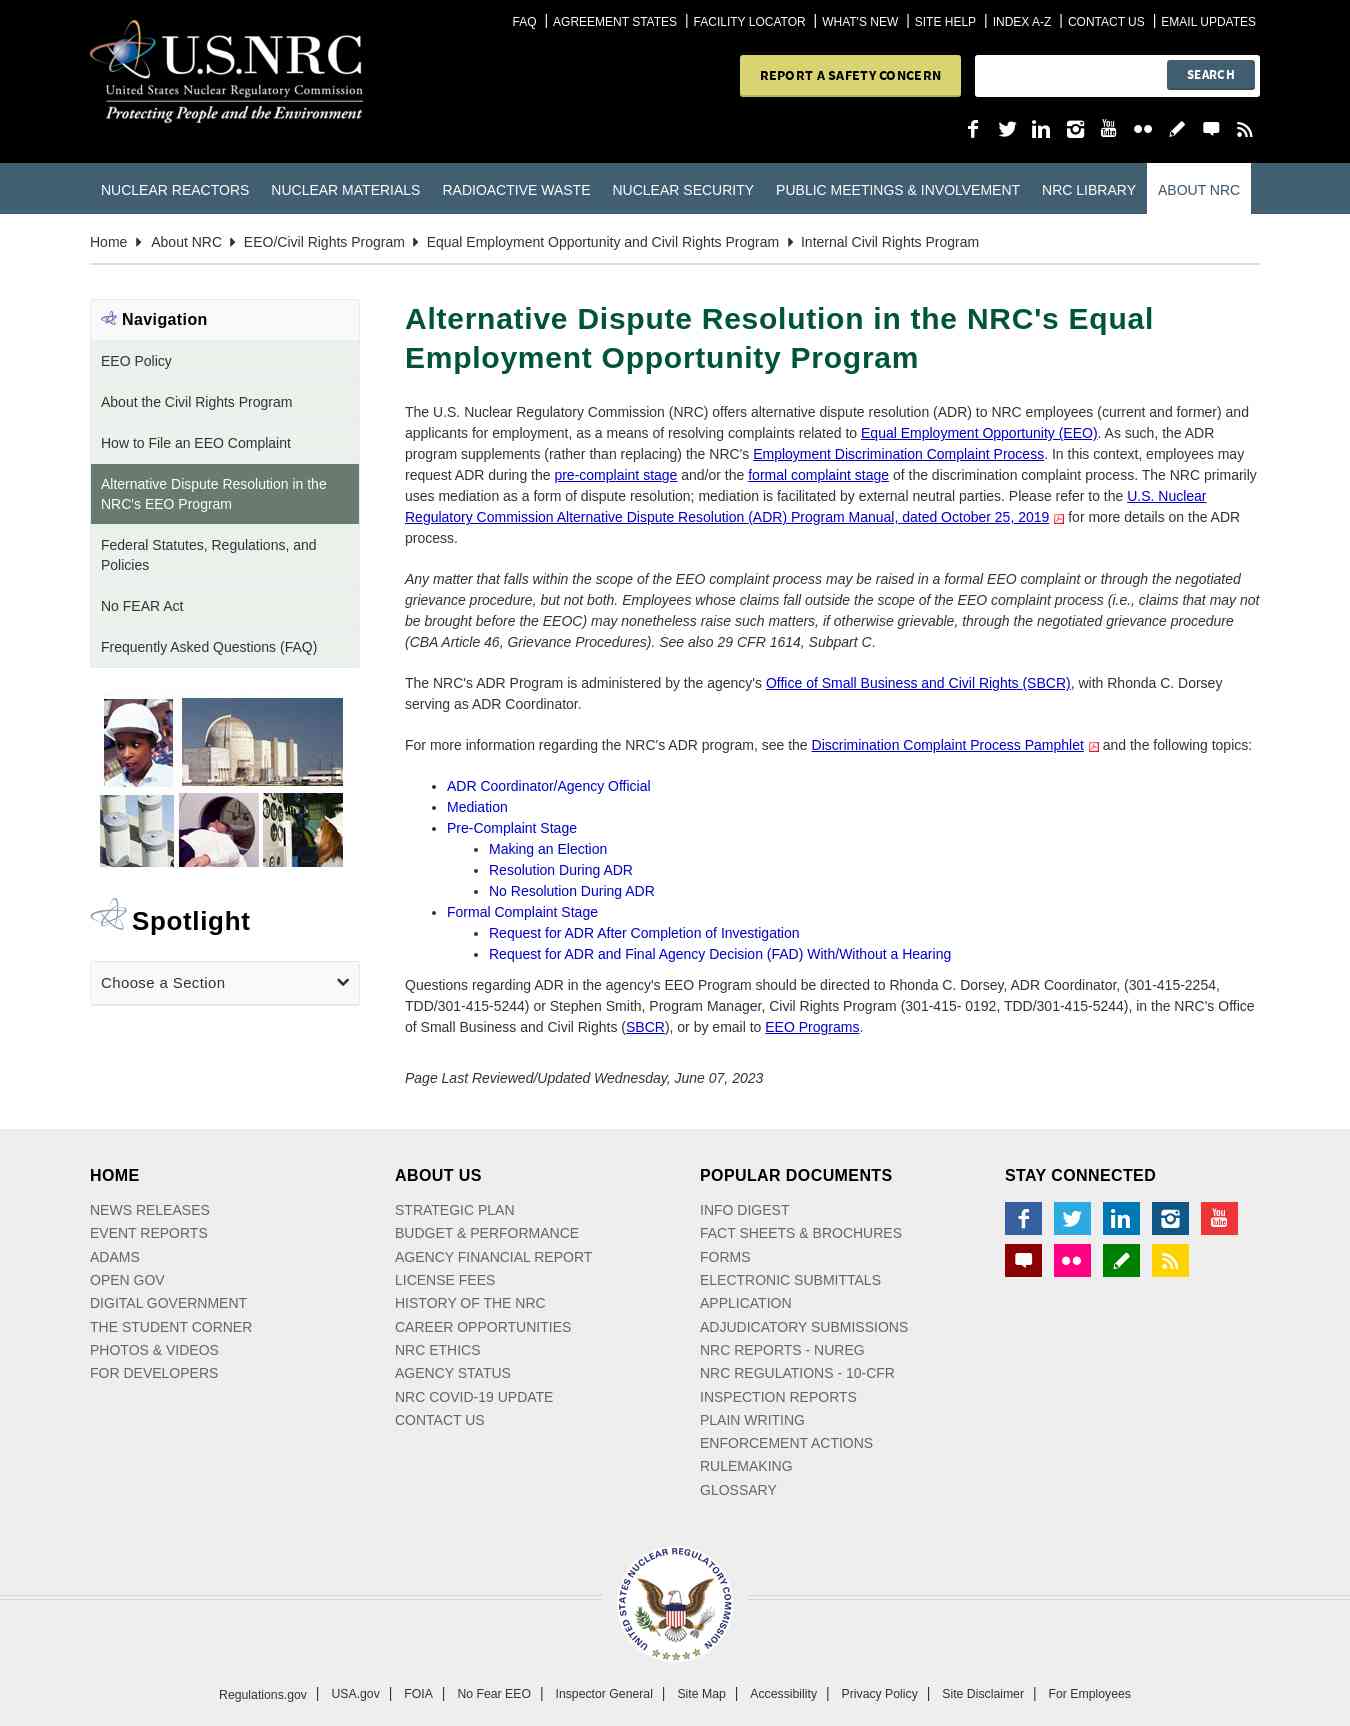 FAQ | AGREEMENT STATES | FACILITY LOCATOR | WHAT'S NEW | SITE HELP | INDEX A-Z | CONTACT US | EMAIL UPDATES
U.S.NRC
United States Nuclear Regulatory Commission
Protecting People and the Environment
REPORT A SAFETY CONCERN
SEARCH
NUCLEAR REACTORS NUCLEAR MATERIALS RADIOACTIVE WASTE NUCLEAR SECURITY PUBLIC MEETINGS & INVOLVEMENT NRC LIBRARY ABOUT NRC
Home About NRC EEO/Civil Rights Program Equal Employment Opportunity and Civil Rights Program Internal Civil Rights Program
Navigation
EEO Policy
About the Civil Rights Program
How to File an EEO Complaint
Alternative Dispute Resolution in the
NRC's EEO Program
Federal Statutes, Regulations, and
Policies
No FEAR Act
Frequently Asked Questions (FAQ)
Spotlight
Choose a Section
Alternative Dispute Resolution in the NRC's Equal
Employment Opportunity Program
The U.S. Nuclear Regulatory Commission (NRC) offers alternative dispute resolution (ADR) to NRC employees (current and former) and
applicants for employment, as a means of resolving complaints related to Equal Employment Opportunity (EEO). As such, the ADR
program supplements (rather than replacing) the NRC's Employment Discrimination Complaint Process. In this context, employees may
request ADR during the pre-complaint stage and/or the formal complaint stage of the discrimination complaint process. The NRC primarily
uses mediation as a form of dispute resolution; mediation is facilitated by external neutral parties. Please refer to the U.S. Nuclear
Regulatory Commission Alternative Dispute Resolution (ADR) Program Manual, dated October 25, 2019 for more details on the ADR
process.
Any matter that falls within the scope of the EEO complaint process may be raised in a formal EEO complaint or through the negotiated
grievance procedure, but not both. Employees whose claims fall outside the scope of the EEO complaint process (i.e., claims that may not
be brought before the EEOC) may nonetheless raise such matters, if otherwise grievable, through the negotiated grievance procedure
(CBA Article 46, Grievance Procedures). See also 29 CFR 1614, Subpart C.
The NRC's ADR Program is administered by the agency's Office of Small Business and Civil Rights (SBCR), with Rhonda C. Dorsey
serving as ADR Coordinator.
For more information regarding the NRC's ADR program, see the Discrimination Complaint Process Pamphlet and the following topics:
• ADR Coordinator/Agency Official
• Mediation
• Pre-Complaint Stage
• Making an Election
• Resolution During ADR
• No Resolution During ADR
• Formal Complaint Stage
• Request for ADR After Completion of Investigation
• Request for ADR and Final Agency Decision (FAD) With/Without a Hearing
Questions regarding ADR in the agency's EEO Program should be directed to Rhonda C. Dorsey, ADR Coordinator, (301-415-2254,
TDD/301-415-5244) or Stephen Smith, Program Manager, Civil Rights Program (301-415- 0192, TDD/301-415-5244), in the NRC's Office
of Small Business and Civil Rights (SBCR), or by email to EEO Programs.
Page Last Reviewed/Updated Wednesday, June 07, 2023
HOME
NEWS RELEASES
EVENT REPORTS
ADAMS
OPEN GOV
DIGITAL GOVERNMENT
THE STUDENT CORNER
PHOTOS & VIDEOS
FOR DEVELOPERS
ABOUT US
STRATEGIC PLAN
BUDGET & PERFORMANCE
AGENCY FINANCIAL REPORT
LICENSE FEES
HISTORY OF THE NRC
CAREER OPPORTUNITIES
NRC ETHICS
AGENCY STATUS
NRC COVID-19 UPDATE
CONTACT US
POPULAR DOCUMENTS
INFO DIGEST
FACT SHEETS & BROCHURES
FORMS
ELECTRONIC SUBMITTALS
APPLICATION
ADJUDICATORY SUBMISSIONS
NRC REPORTS - NUREG
NRC REGULATIONS - 10-CFR
INSPECTION REPORTS
PLAIN WRITING
ENFORCEMENT ACTIONS
RULEMAKING
GLOSSARY
STAY CONNECTED
UNITED STATES NUCLEAR REGULATORY COMMISSION
Regulations.gov | USA.gov | FOIA | No Fear EEO | Inspector General | Site Map | Accessibility | Privacy Policy | Site Disclaimer | For Employees